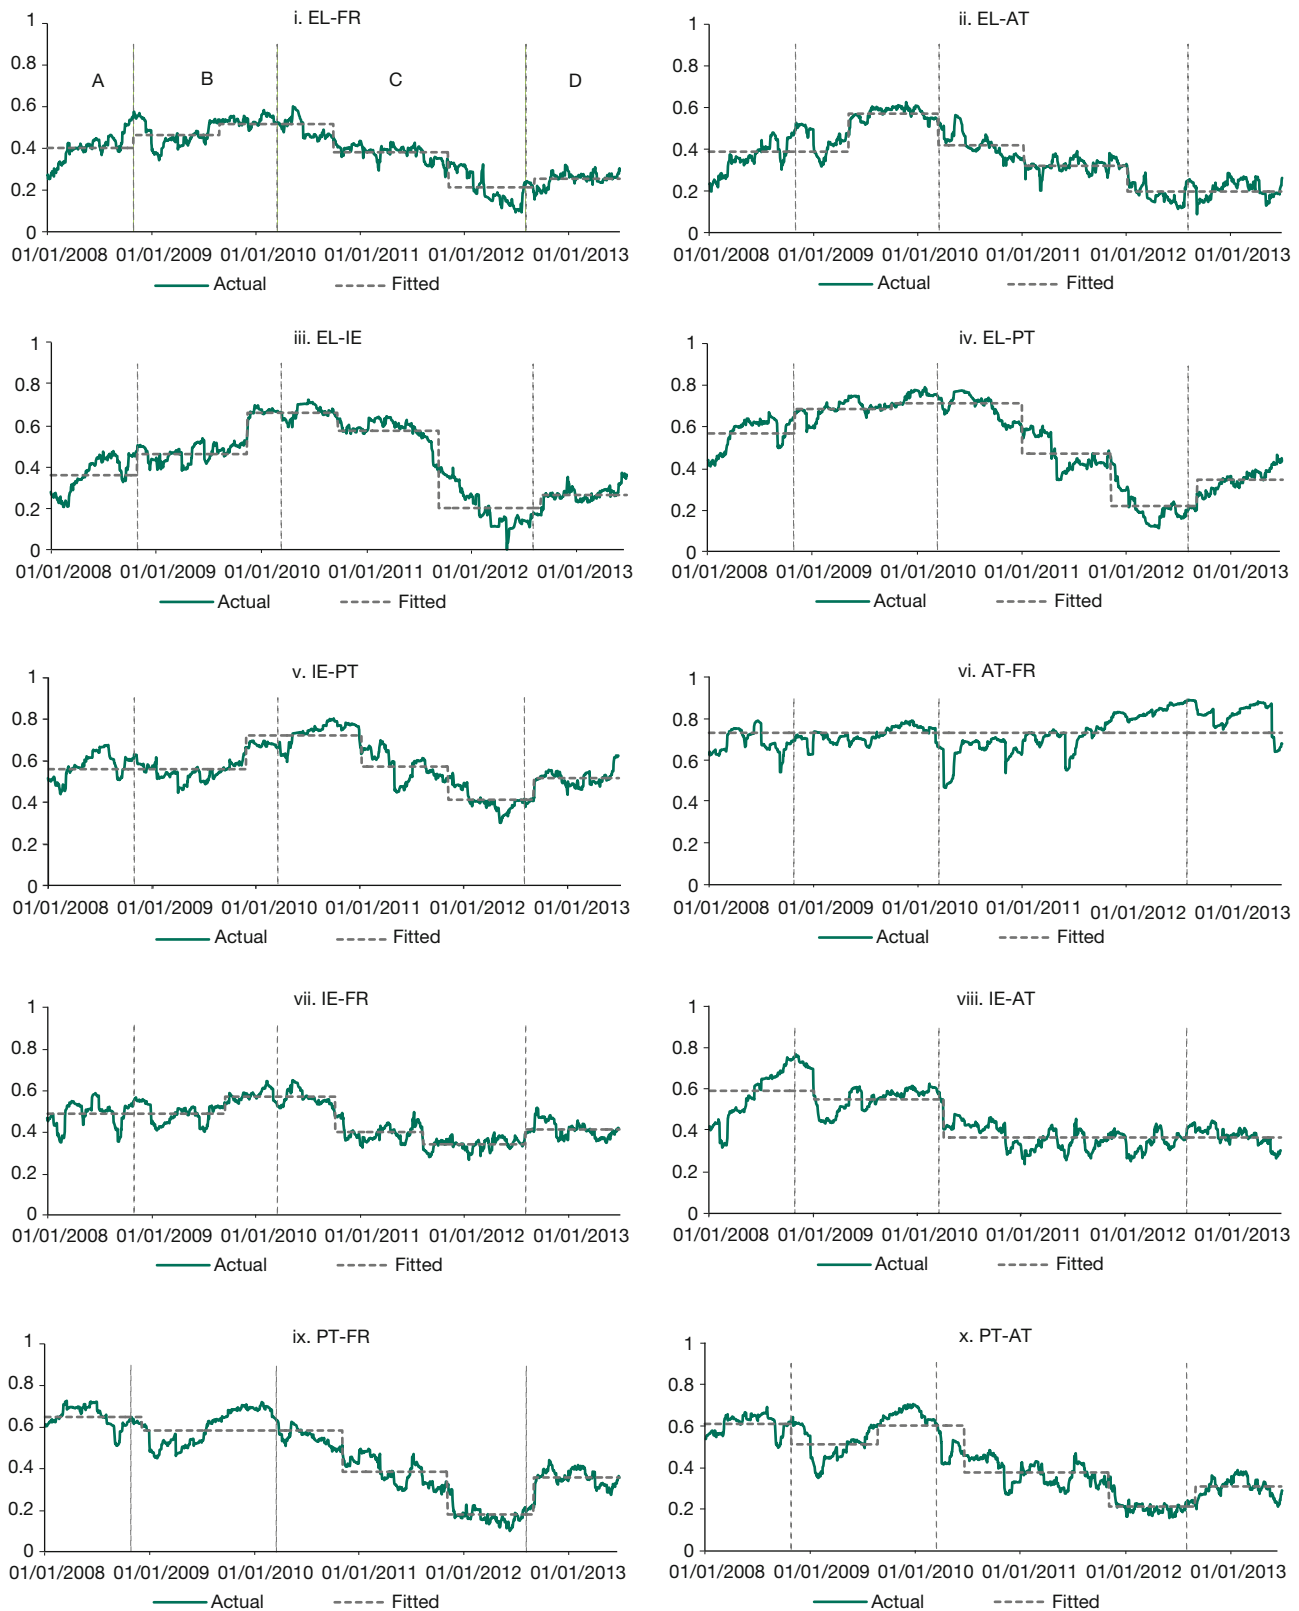 i. EL-FR
1
0.8
0.6
0.4
0.2
0
A B C D
01/01/2008 01/01/2009 01/01/2010 01/01/2011 01/01/2012 01/01/2013
Actual Fitted
ii. EL-AT
1
0.8
0.6
0.4
0.2
0
01/01/2008 01/01/2009 01/01/2010 01/01/2011 01/01/2012 01/01/2013
Actual Fitted
iii. EL-IE
1
0.8
0.6
0.4
0.2
0
01/01/2008 01/01/2009 01/01/2010 01/01/2011 01/01/2012 01/01/2013
Actual Fitted
iv. EL-PT
1
0.8
0.6
0.4
0.2
0
01/01/2008 01/01/2009 01/01/2010 01/01/2011 01/01/2012 01/01/2013
Actual Fitted
v. IE-PT
1
0.8
0.6
0.4
0.2
0
01/01/2008 01/01/2009 01/01/2010 01/01/2011 01/01/2012 01/01/2013
Actual Fitted
vi. AT-FR
1
0.8
0.6
0.4
0.2
0
01/01/2008 01/01/2009 01/01/2010 01/01/2011 01/01/2012 01/01/2013
Actual Fitted
vii. IE-FR
1
0.8
0.6
0.4
0.2
0
01/01/2008 01/01/2009 01/01/2010 01/01/2011 01/01/2012 01/01/2013
Actual Fitted
viii. IE-AT
1
0.8
0.6
0.4
0.2
0
01/01/2008 01/01/2009 01/01/2010 01/01/2011 01/01/2012 01/01/2013
Actual Fitted
ix. PT-FR
1
0.8
0.6
0.4
0.2
0
01/01/2008 01/01/2009 01/01/2010 01/01/2011 01/01/2012 01/01/2013
Actual Fitted
x. PT-AT
1
0.8
0.6
0.4
0.2
0
01/01/2008 01/01/2009 01/01/2010 01/01/2011 01/01/2012 01/01/2013
Actual Fitted